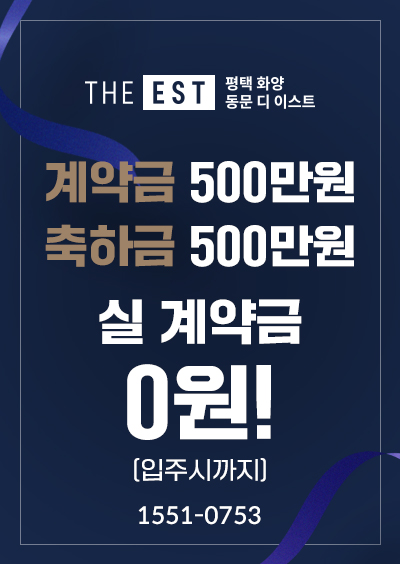 THE EST 평택 화양
동문 디 이스트
계약금 500만원
축하금 500만원
실 계약금
0원!
(입주시까지)
1551-0753